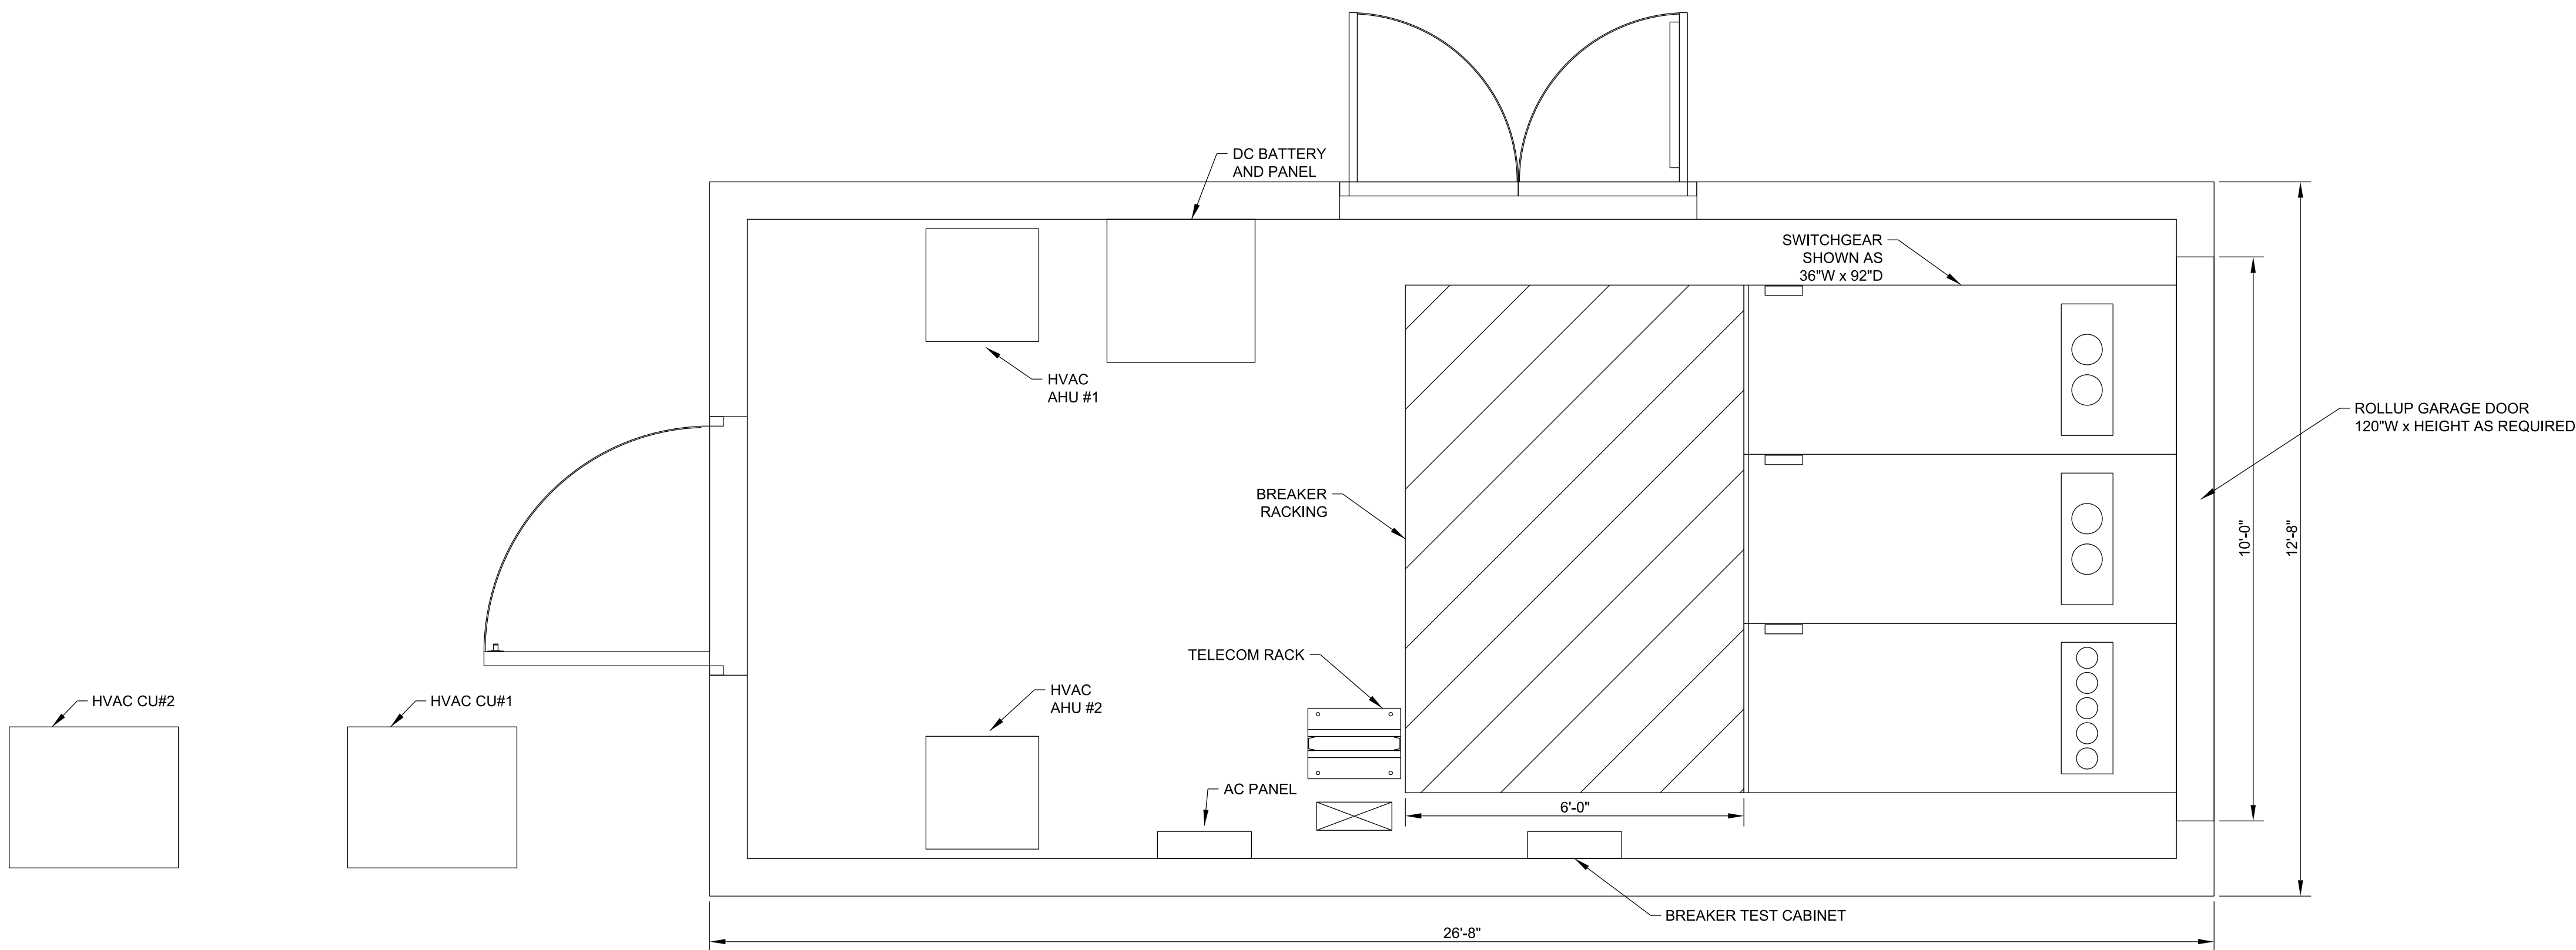 DC BATTERY
AND PANEL
SWITCHGEAR
SHOWN AS
36"W x 92"D
HVAC
AHU #1
ROLLUP GARAGE DOOR
120"W x HEIGHT AS REQUIRED
BREAKER
RACKING
10'-0"
12'-8"
TELECOM RACK
HVAC CU#2
HVAC CU#1
HVAC
AHU #2
AC PANEL
6'-0"
BREAKER TEST CABINET
26'-8"